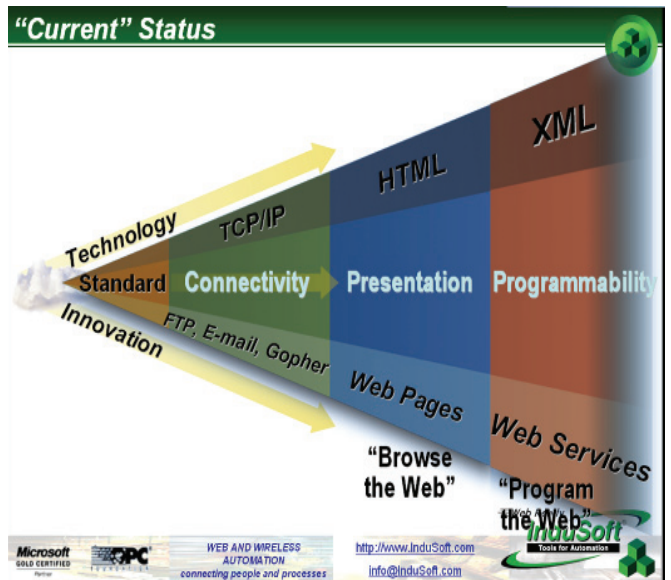 "Current" Status
XML
HTML
TCP/IP
Technology
Standard
Connectivity
Presentation
Programmability
Innovation
FTP, E-mail, Gopher
Web Pages
Web Services
"Browse
the Web"
"Program
the Web"
InduSoft
Tools for Automation
Microsoft
GOLD CERTIFIED
Partner
OPC
FOUNDATION
WEB AND WIRELESS
AUTOMATION
connecting people and processes
http://www.InduSoft.com
info@InduSoft.com